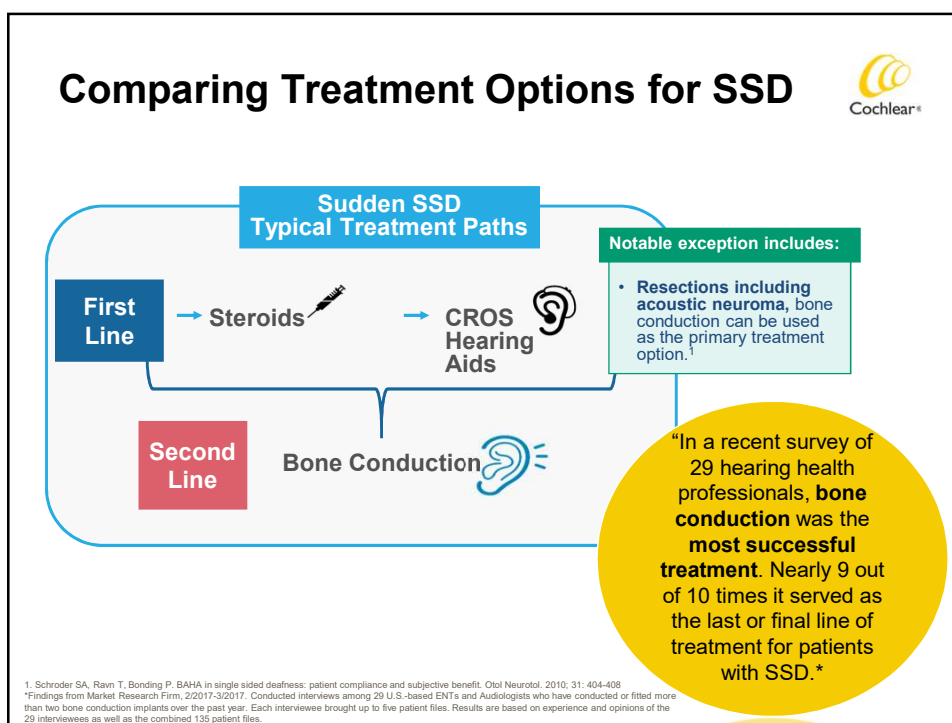 Comparing Treatment Options for SSD
Cochlear®
Sudden SSD
Typical Treatment Paths
Notable exception includes:
• Resections including
acoustic neuroma, bone
conduction can be used
as the primary treatment
option.1
First
Line
Steroids
CROS
Hearing
Aids
Second
Line
Bone Conduction
“In a recent survey of
29 hearing health
professionals, bone
conduction was the
most successful
treatment. Nearly 9 out
of 10 times it served as
the last or final line of
treatment for patients
with SSD.*
1. Schroder SA, Ravn T, Bonding P. BAHA in single sided deafness: patient compliance and subjective benefit. Otol Neurotol. 2010; 31: 404-408
*Findings from Market Research Firm, 2/2017-3/2017. Conducted interviews among 29 U.S.-based ENTs and Audiologists who have conducted or fitted more
than two bone conduction implants over the past year. Each interviewee brought up to five patient files. Results are based on experience and opinions of the
29 interviewees as well as the combined 135 patient files.